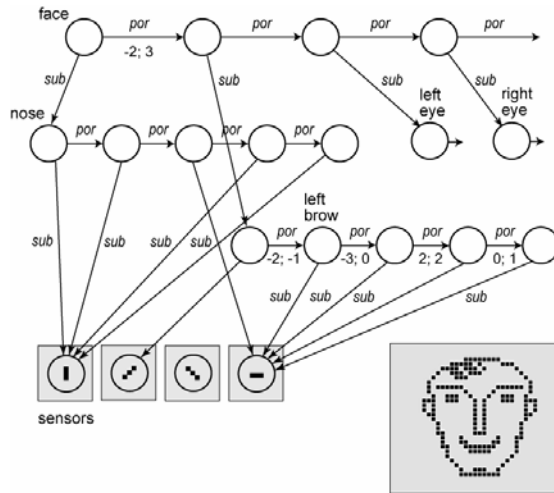 face
por
por
por
por
-2; 3
sub
sub
sub
sub
left
eye
right
eye
nose
por
por
por
por
left
brow
sub
sub
sub
sub
por
por
por
por
-2; -1
-3; 0
2; 2
0; 1
sub
sub
sub
sub
sensors